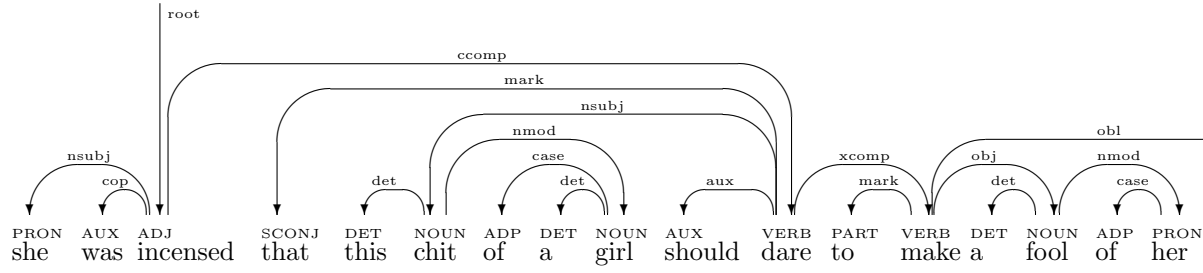 root
ccomp
mark
nsubj
nmod obl
nsubj case xcomp obj nmod
cop det det aux mark det case
PRON AUX ADJ SCONJ DET NOUN ADP DET NOUN AUX VERB PART VERB DET NOUN ADP PRON
she was incensed that this chit of a girl should dare to make a fool of her